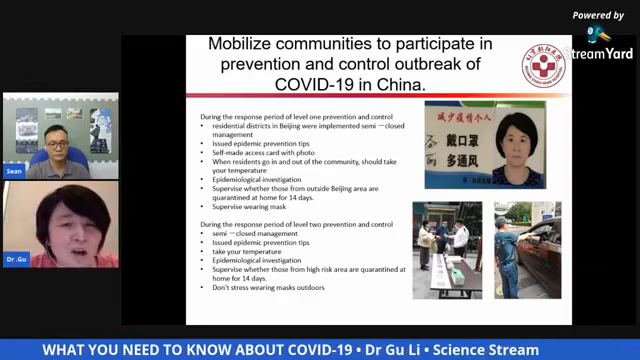 Powered by
StreamYard
Mobilize communities to participate in
prevention and control outbreak of
COVID-19 in China.
During the response period of level one prevention and control
• residential districts in Beijing were implemented semi－closed
management
• Issued epidemic prevention tips
• Self-made access card with photo
• When residents go in and out of the community, should take
your temperature
• Epidemiological investigation
• Supervise whether those from outside Beijing area are
quarantined at home for 14 days.
• Supervise wearing mask
During the response period of level two prevention and control
• semi－closed management
• Issued epidemic prevention tips
• take your temperature
• Epidemiological investigation
• Supervise whether those from high risk area are quarantined at
home for 14 days.
• Don't stress wearing masks outdoors
减少疫情个人
戴口罩
多通风
Sean
Dr .Gu
WHAT YOU NEED TO KNOW ABOUT COVID-19 • Dr Gu Li • Science Stream